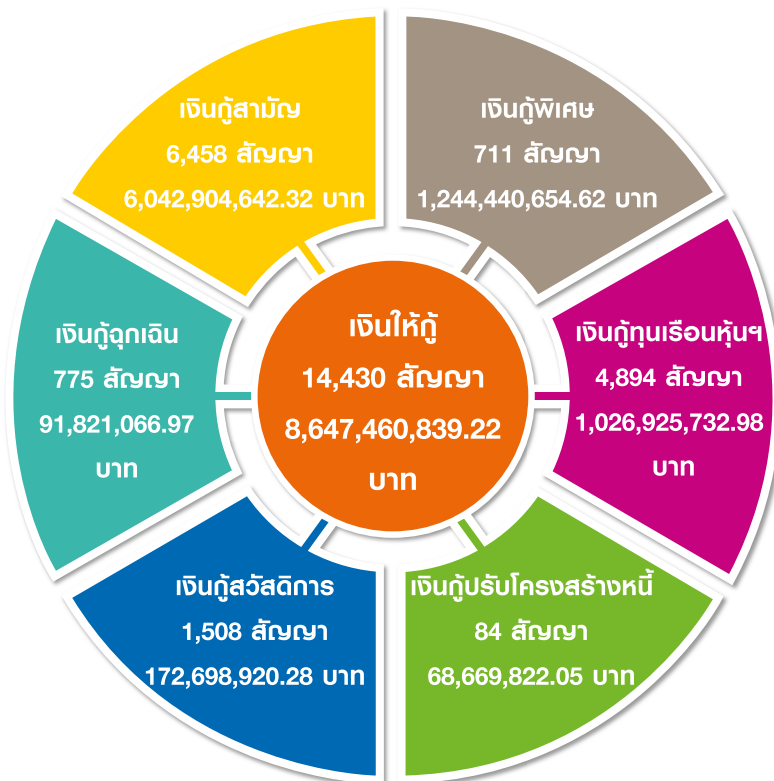 เงินกู้สามัญ
6,458 สัญญา
6,042,904,642.32 บาท
เงินกู้พิเศษ
711 สัญญา
1,244,440,654.62 บาท
เงินกู้ฉุกเฉิน
775 สัญญา
91,821,066.97
บาท
เงินให้กู้
14,430 สัญญา
8,647,460,839.22
บาท
เงินกู้ทุนเรือนหุ้นฯ
4,894 สัญญา
1,026,925,732.98
บาท
เงินกู้สวัสดิการ
1,508 สัญญา
172,698,920.28 บาท
เงินกู้ปรับโครงสร้างหนี้
84 สัญญา
68,669,822.05 บาท